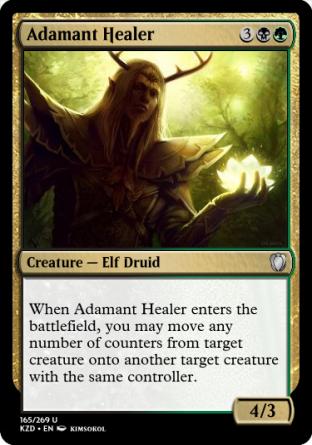 Adamant Healer 3
Creature — Elf Druid
When Adamant Healer enters the
battlefield, you may move any
number of counters from target
creature onto another target creature
with the same controller.
4/3
165/269 U
KZD • EN KIMSOKOL